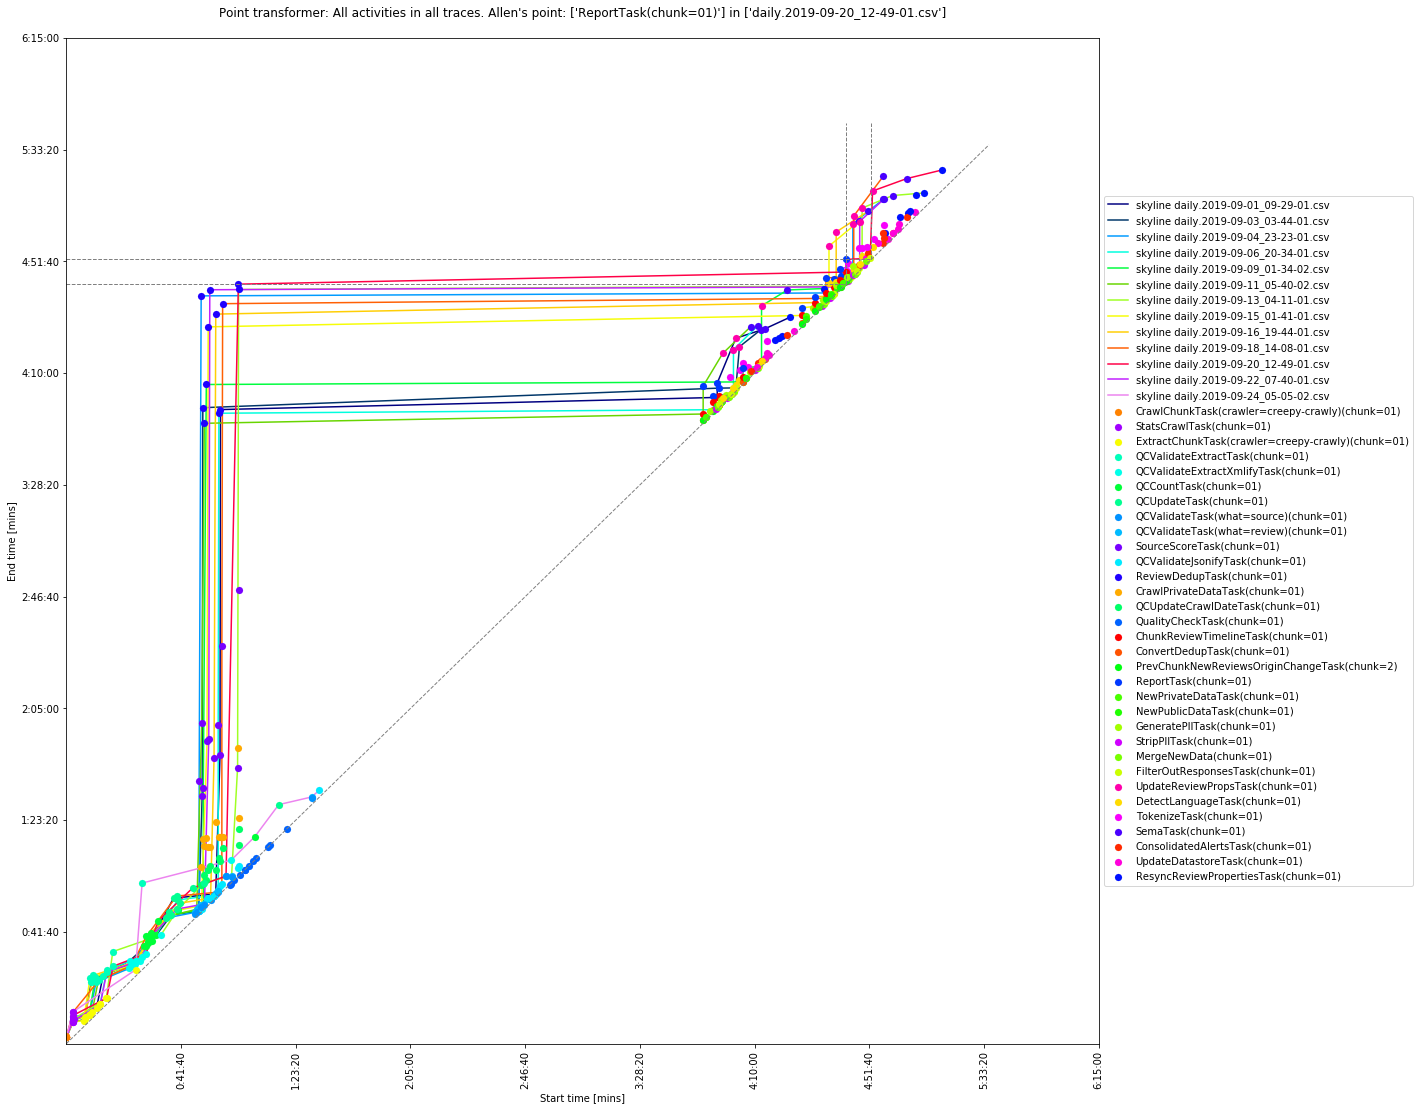 Point transformer: All activities in all traces. Allen's point: ['ReportTask(chunk=01)'] in ['daily.2019-09-20_12-49-01.csv']
6:15:00
5:33:20
4:51:40
4:10:00
3:28:20
2:46:40
2:05:00
1:23:20
0:41:40
End time [mins]
0:41:40
1:23:20
2:05:00
2:46:40
3:28:20
4:10:00
4:51:40
5:33:20
6:15:00
Start time [mins]
skyline daily.2019-09-01_09-29-01.csv
skyline daily.2019-09-03_03-44-01.csv
skyline daily.2019-09-04_23-23-01.csv
skyline daily.2019-09-06_20-34-01.csv
skyline daily.2019-09-09_01-34-02.csv
skyline daily.2019-09-11_05-40-02.csv
skyline daily.2019-09-13_04-11-01.csv
skyline daily.2019-09-15_01-41-01.csv
skyline daily.2019-09-16_19-44-01.csv
skyline daily.2019-09-18_14-08-01.csv
skyline daily.2019-09-20_12-49-01.csv
skyline daily.2019-09-22_07-40-01.csv
skyline daily.2019-09-24_05-05-02.csv
CrawlChunkTask(crawler=creepy-crawly)(chunk=01)
StatsCrawlTask(chunk=01)
ExtractChunkTask(crawler=creepy-crawly)(chunk=01)
QCValidateExtractTask(chunk=01)
QCValidateExtractXmlifyTask(chunk=01)
QCCountTask(chunk=01)
QCUpdateTask(chunk=01)
QCValidateTask(what=source)(chunk=01)
QCValidateTask(what=review)(chunk=01)
SourceScoreTask(chunk=01)
QCValidateJsonifyTask(chunk=01)
ReviewDedupTask(chunk=01)
CrawlPrivateDataTask(chunk=01)
QCUpdateCrawlDateTask(chunk=01)
QualityCheckTask(chunk=01)
ChunkReviewTimelineTask(chunk=01)
ConvertDedupTask(chunk=01)
PrevChunkNewReviewsOriginChangeTask(chunk=2)
ReportTask(chunk=01)
NewPrivateDataTask(chunk=01)
NewPublicDataTask(chunk=01)
GeneratePIITask(chunk=01)
StripPIITask(chunk=01)
MergeNewData(chunk=01)
FilterOutResponsesTask(chunk=01)
UpdateReviewPropsTask(chunk=01)
DetectLanguageTask(chunk=01)
TokenizeTask(chunk=01)
SemaTask(chunk=01)
ConsolidatedAlertsTask(chunk=01)
UpdateDatastoreTask(chunk=01)
ResyncReviewPropertiesTask(chunk=01)